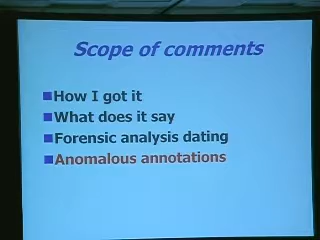 Scope of comments
How I got it
What does it say
Forensic analysis dating
Anomalous annotations